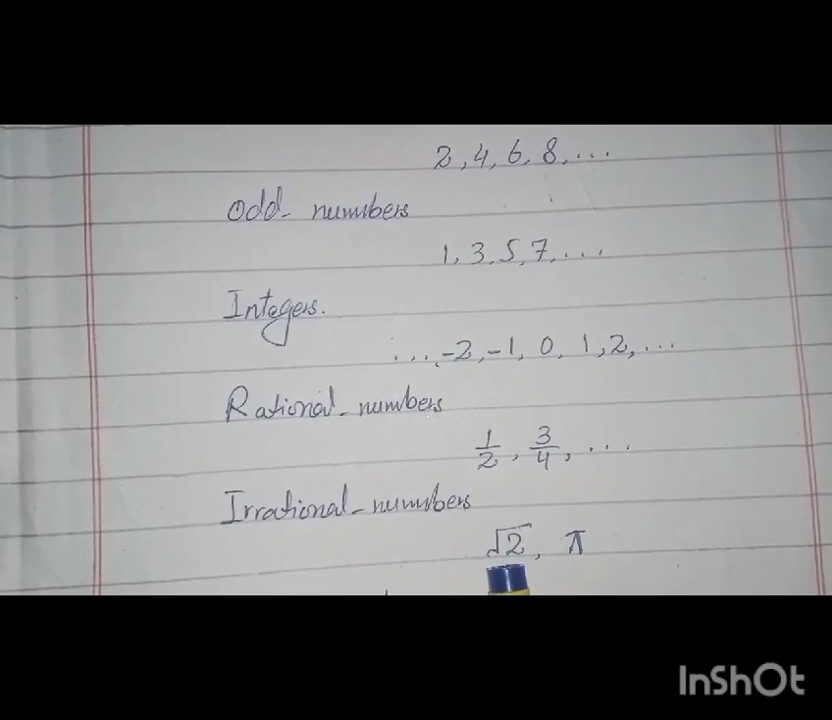 2, 4, 6, 8, ...
Odd numbers
1, 3, 5, 7, ...
Integers.
..., -2, -1, 0, 1, 2, ...
Rational numbers
1/2, 3/4, ...
Irrational numbers
√2, π
InShOt